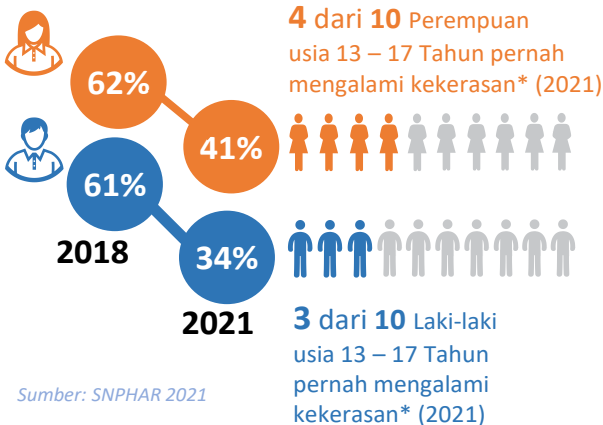 4 dari 10 Perempuan
usia 13 – 17 Tahun pernah
mengalami kekerasan* (2021)
62%
41%
61%
34%
2018
2021
3 dari 10 Laki-laki
usia 13 – 17 Tahun
pernah mengalami
kekerasan* (2021)
Sumber: SNPHAR 2021